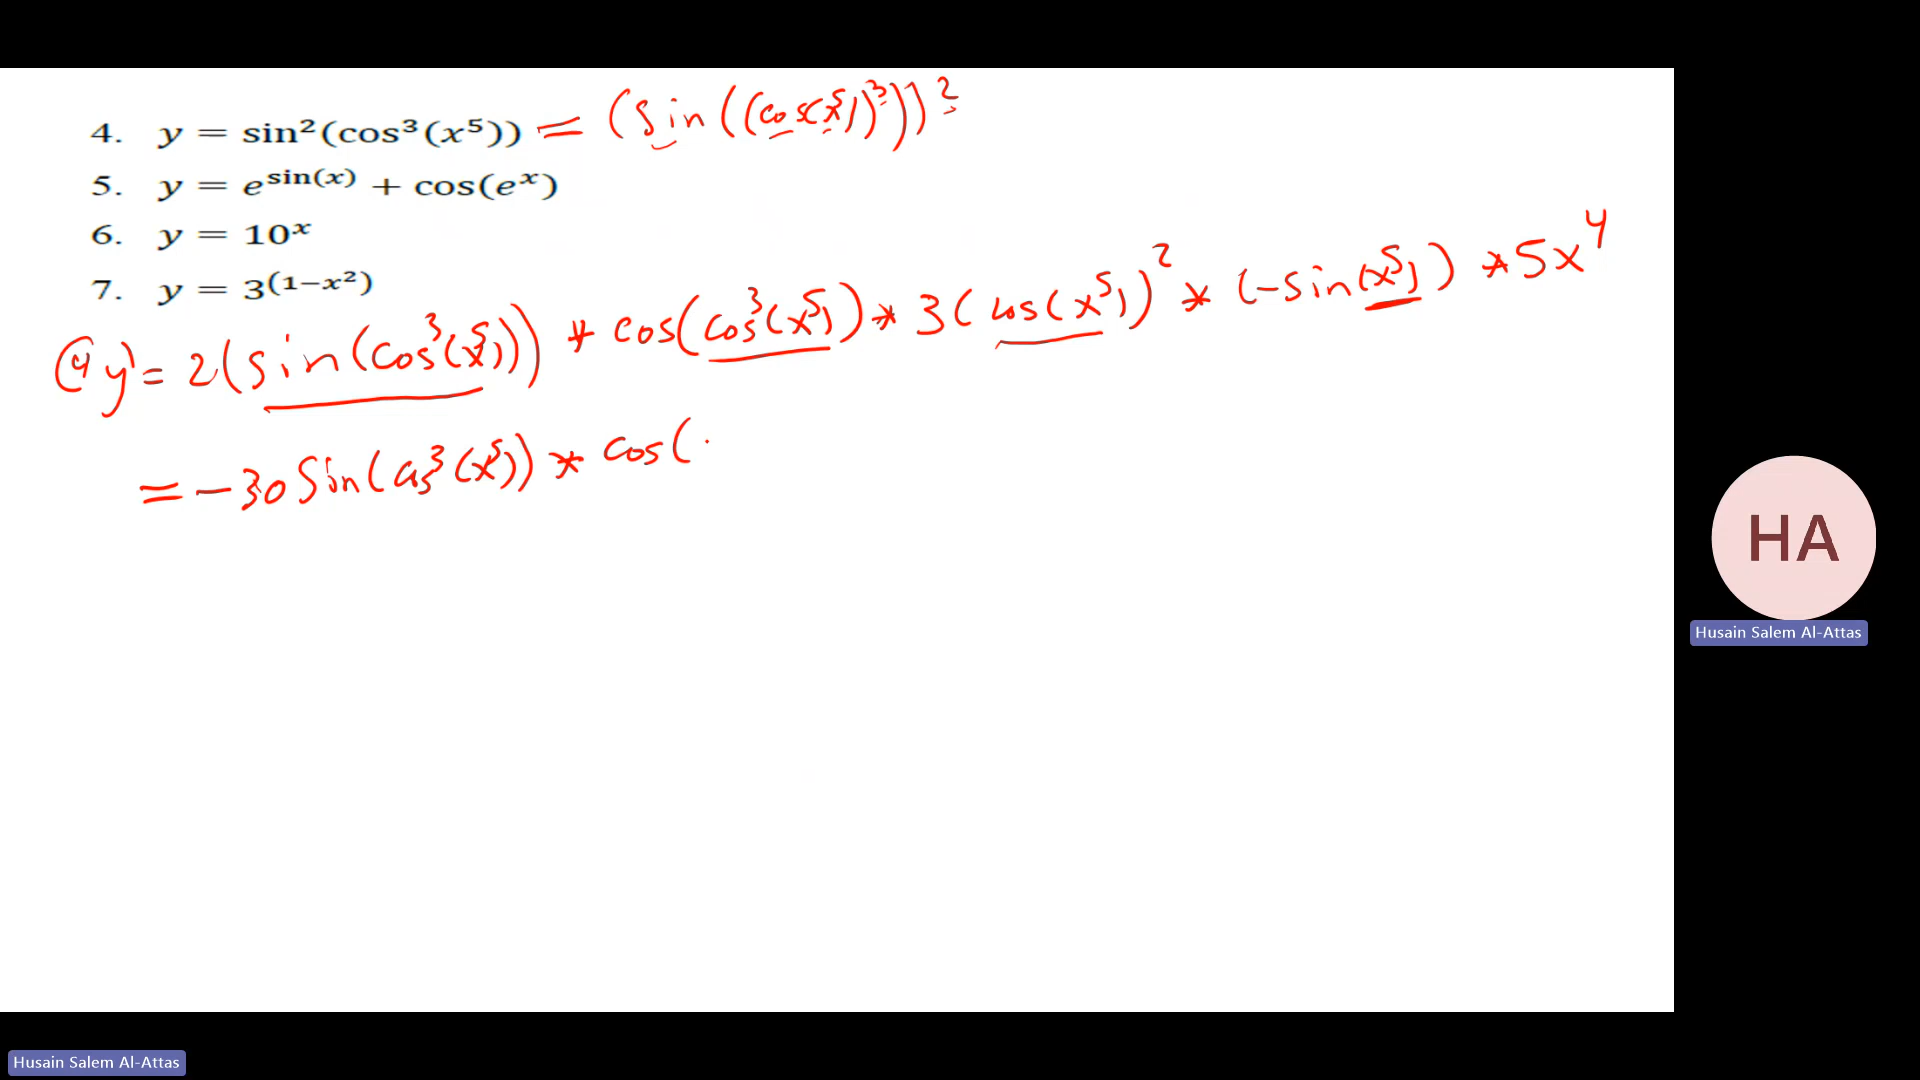 4. y = sin²(cos³(x⁵)) = (sin((cos(x⁵))³))²
5. y = e^sin(x) + cos(e^x)
6. y = 10^x
7. y = 3^(1−x²)
④ y' = 2(sin(cos³(x⁵))) * cos(cos³(x⁵)) * 3(cos(x⁵))² * (−sin(x⁵)) * 5x⁴
= −30 Sin(cos³(x⁵)) * cos(
HA
Husain Salem Al-Attas
Husain Salem Al-Attas